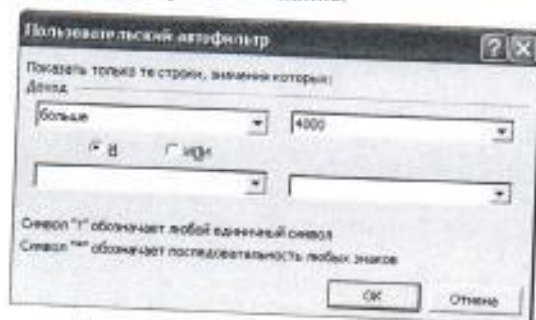 Пользовательский автофильтр
Показать только те строки, значения которых:
Доход
больше 4000
И ИЛИ
Символ "?" обозначает любой единичный символ
Символ "*" обозначает последовательность любых знаков
ОК Отмена